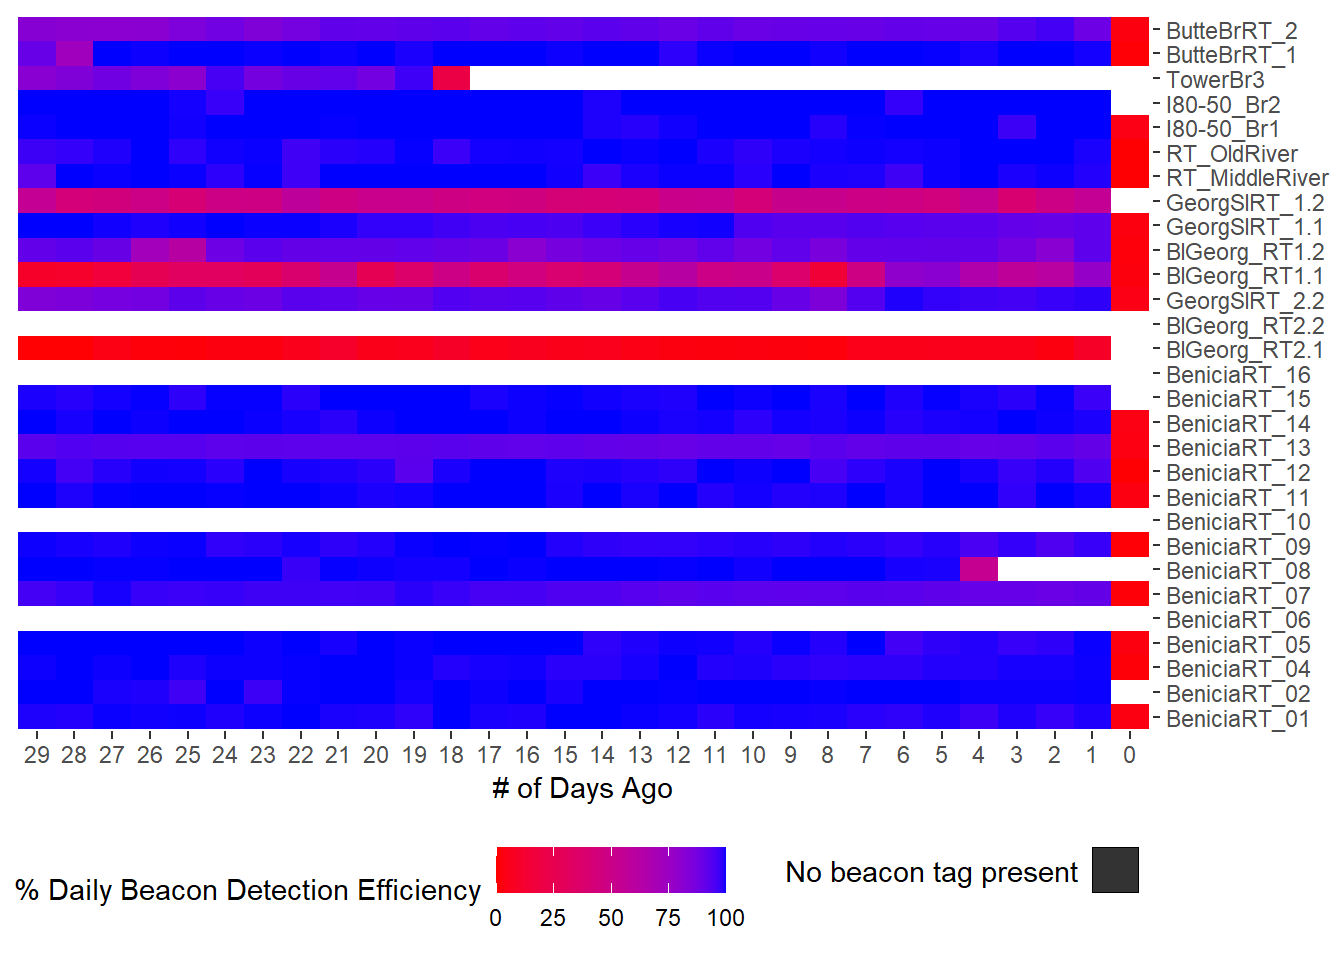 ButteBrRT_2
ButteBrRT_1
TowerBr3
I80-50_Br2
I80-50_Br1
RT_OldRiver
RT_MiddleRiver
GeorgSlRT_1.2
GeorgSlRT_1.1
BlGeorg_RT1.2
BlGeorg_RT1.1
GeorgSlRT_2.2
BlGeorg_RT2.2
BlGeorg_RT2.1
BeniciaRT_16
BeniciaRT_15
BeniciaRT_14
BeniciaRT_13
BeniciaRT_12
BeniciaRT_11
BeniciaRT_10
BeniciaRT_09
BeniciaRT_08
BeniciaRT_07
BeniciaRT_06
BeniciaRT_05
BeniciaRT_04
BeniciaRT_02
BeniciaRT_01
29 28 27 26 25 24 23 22 21 20 19 18 17 16 15 14 13 12 11 10 9 8 7 6 5 4 3 2 1 0
# of Days Ago
% Daily Beacon Detection Efficiency
0 25 50 75 100
No beacon tag present